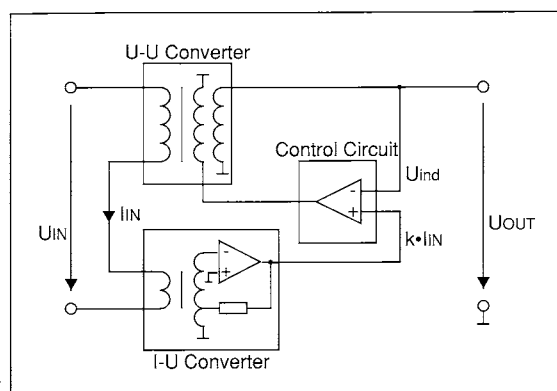 U-U Converter
Control Circuit
Uind
-
+
UIN
IIN
UOUT
k•IIN
-
+
I-U Converter